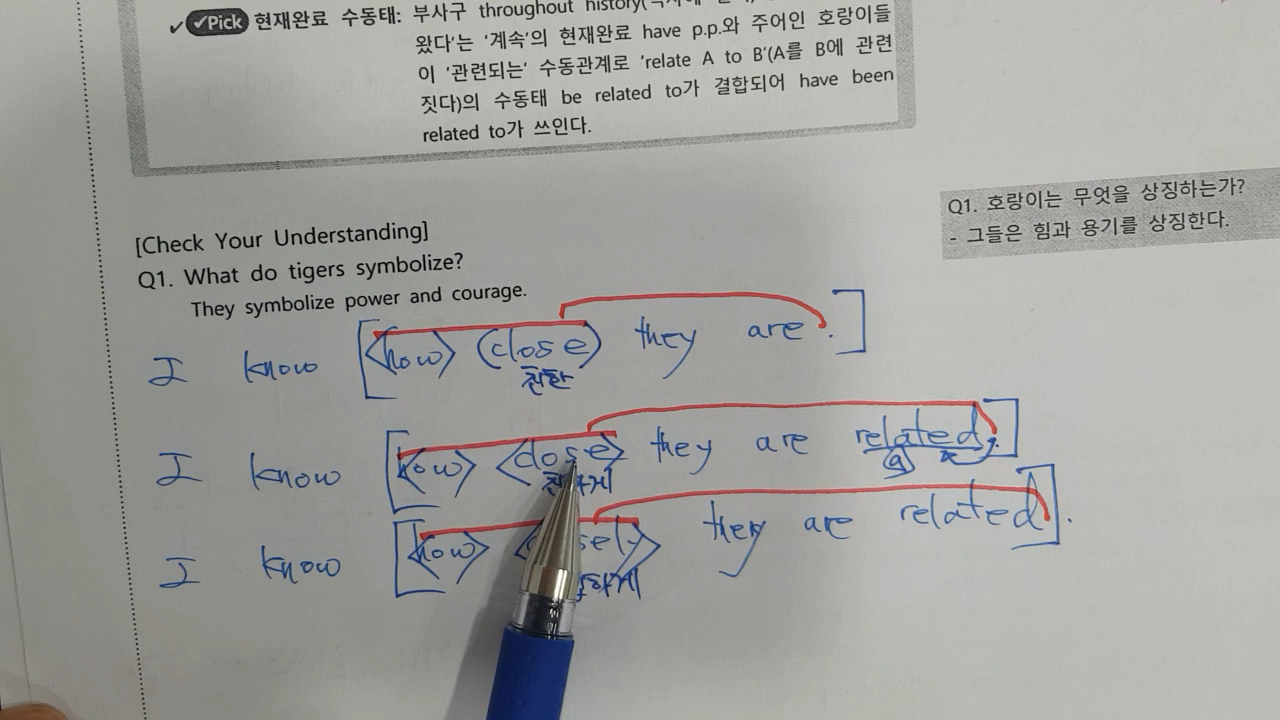 ✓Pick 현재완료 수동태: 부사구 throughout
왔다'는 '계속'의 현재완료 have p.p.와 주어인 호랑이들
이 '관련되는' 수동관계로 'relate A to B'(A를 B에 관련
짓다)의 수동태 be related to가 결합되어 have been
related to가 쓰인다.
Q1. 호랑이는 무엇을 상징하는가?
- 그들은 힘과 용기를 상징한다.
[Check Your Understanding]
Q1. What do tigers symbolize?
They symbolize power and courage.
I know [<how> (close) they are.]
친한
I know [<how> <close> they are related.]
I know [<how> they are related].